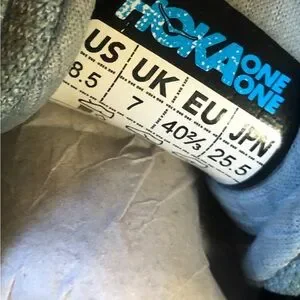 HOKA ONE ONE
US UK EU JPN
8.5 7 40⅔ 25.5